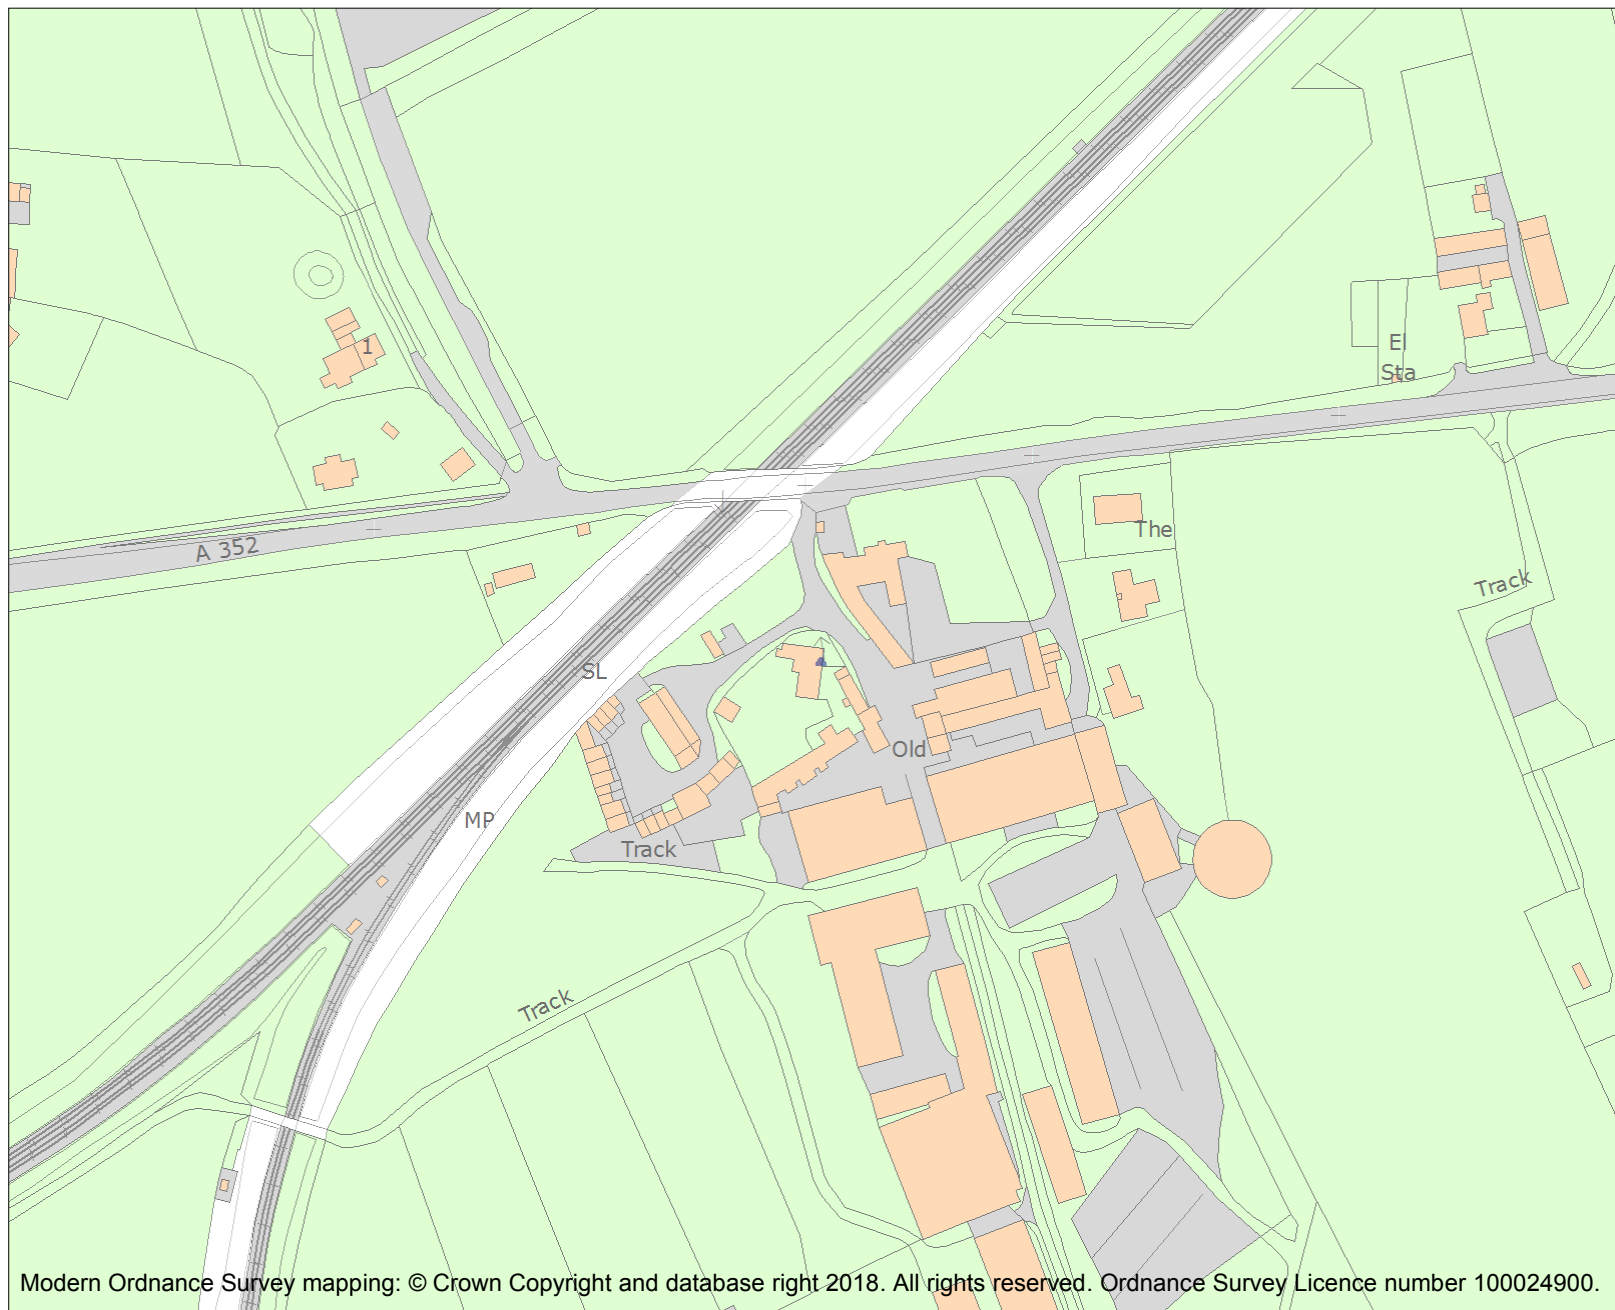 1
El
Sta
The
A 352
Track
SL
Old
MP
Track
Track
Modern Ordnance Survey mapping: © Crown Copyright and database right 2018. All rights reserved. Ordnance Survey Licence number 100024900.